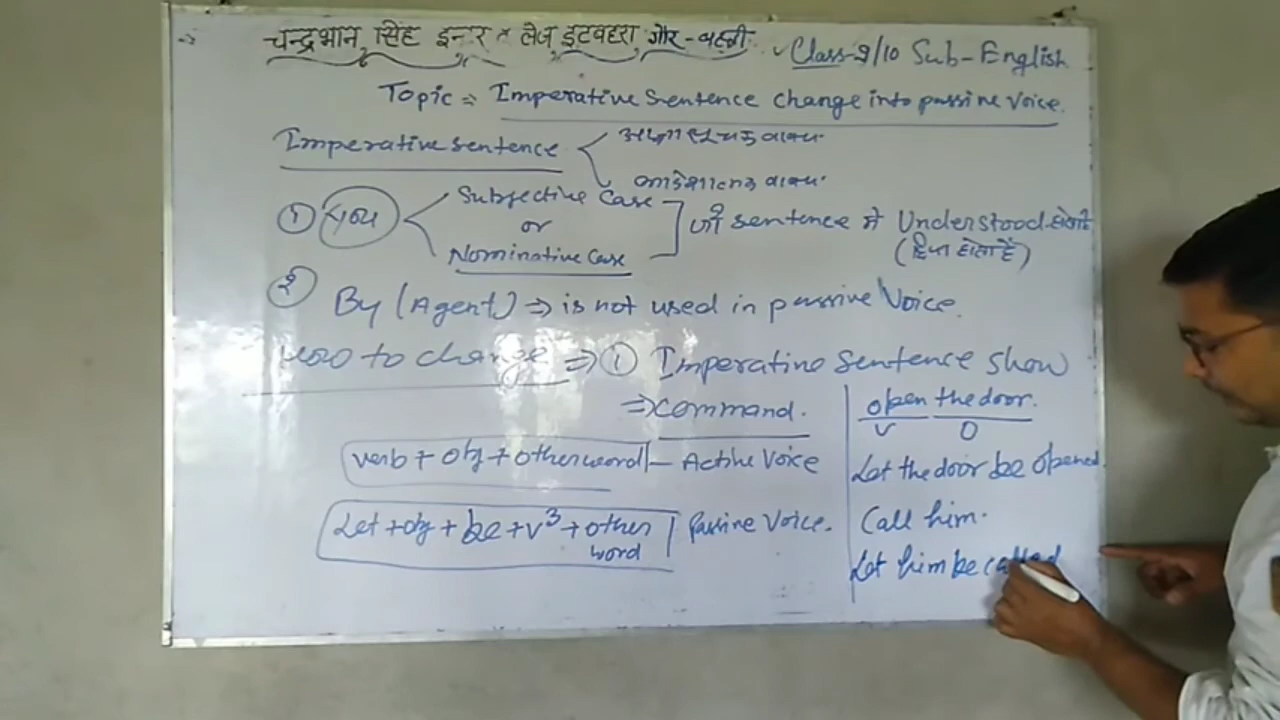 चन्द्रभान सिंह इन्टर कॉलेज इटवहरा गौर-बस्ती
Class-9/10 Sub-English
Topic ⇒ Imperative Sentence change into passive Voice.
Imperative Sentence
आज्ञासूचक वाक्य.
आदेशात्मक वाक्य.
① You
Subjective Case
or
Nominative Case
जो sentence में Understood होता
(छिपा होता है)
② By (Agent) ⇒ is not used in passive Voice.
How to change ⇒ ① Imperative Sentence show
⇒ Command.
Verb + obj + other word — Active Voice
Let + obj + be + V³ + other word
Passive Voice.
open the door.
V O
Let the door be opened
Call him.
Let him be called